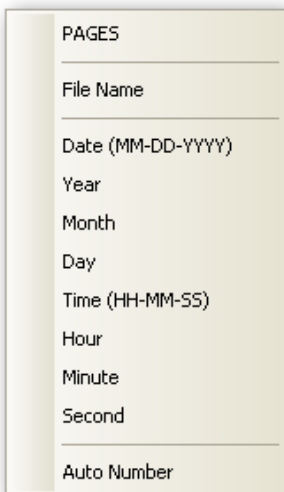 PAGES
File Name
Date (MM-DD-YYYY)
Year
Month
Day
Time (HH-MM-SS)
Hour
Minute
Second
Auto Number